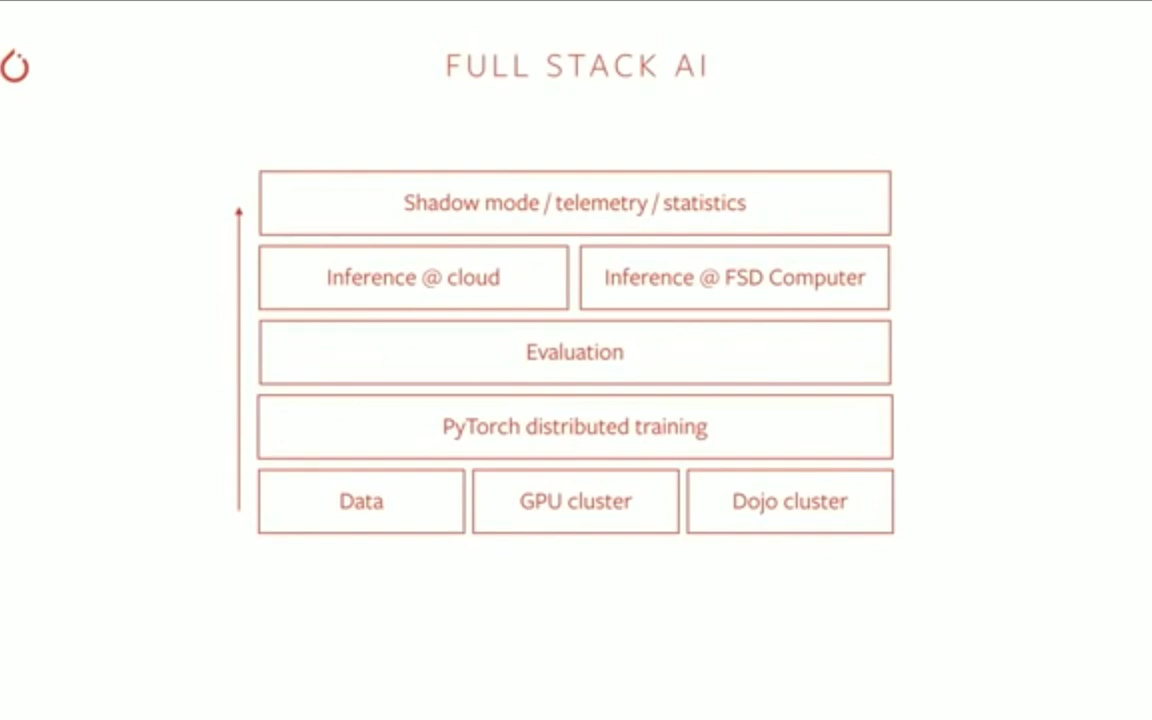 FULL STACK AI
Shadow mode / telemetry / statistics
Inference @ cloud
Inference @ FSD Computer
Evaluation
PyTorch distributed training
Data
GPU cluster
Dojo cluster